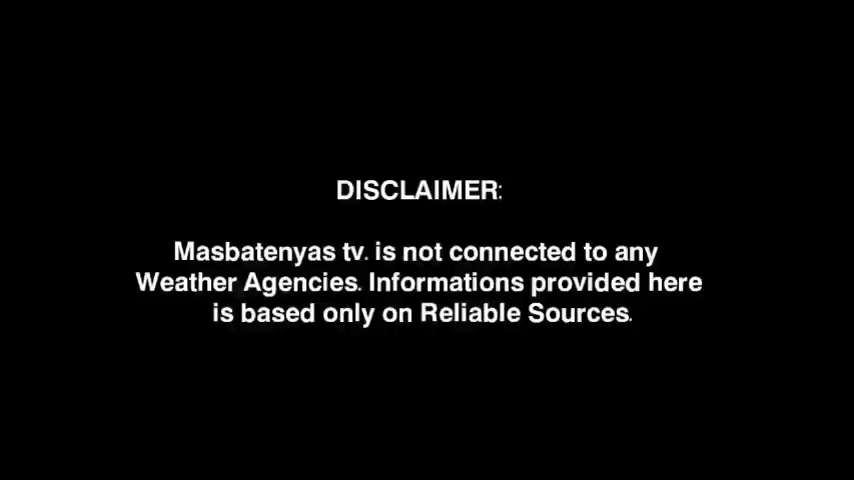 DISCLAIMER:
Masbatenyas tv. is not connected to any
Weather Agencies. Informations provided here
is based only on Reliable Sources.